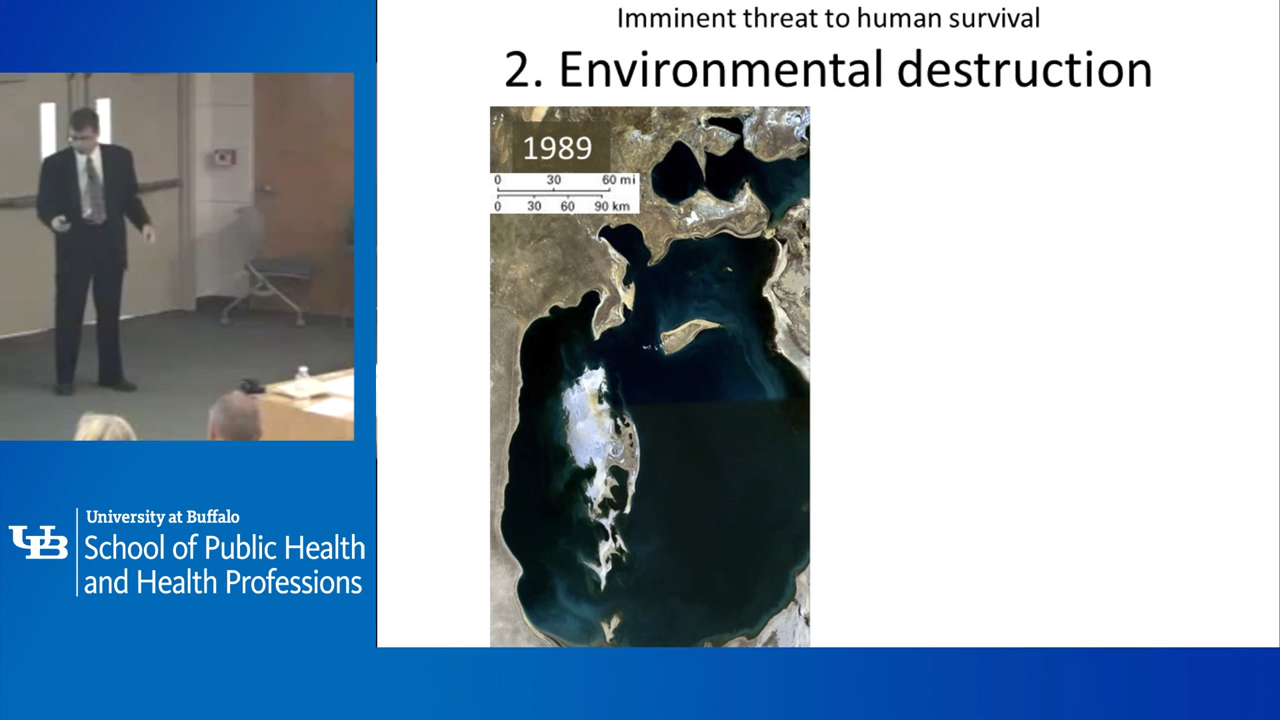 Imminent threat to human survival
2. Environmental destruction
1989
0 30 60 mi
0 30 60 90 km
University at Buffalo
UB
School of Public Health
and Health Professions